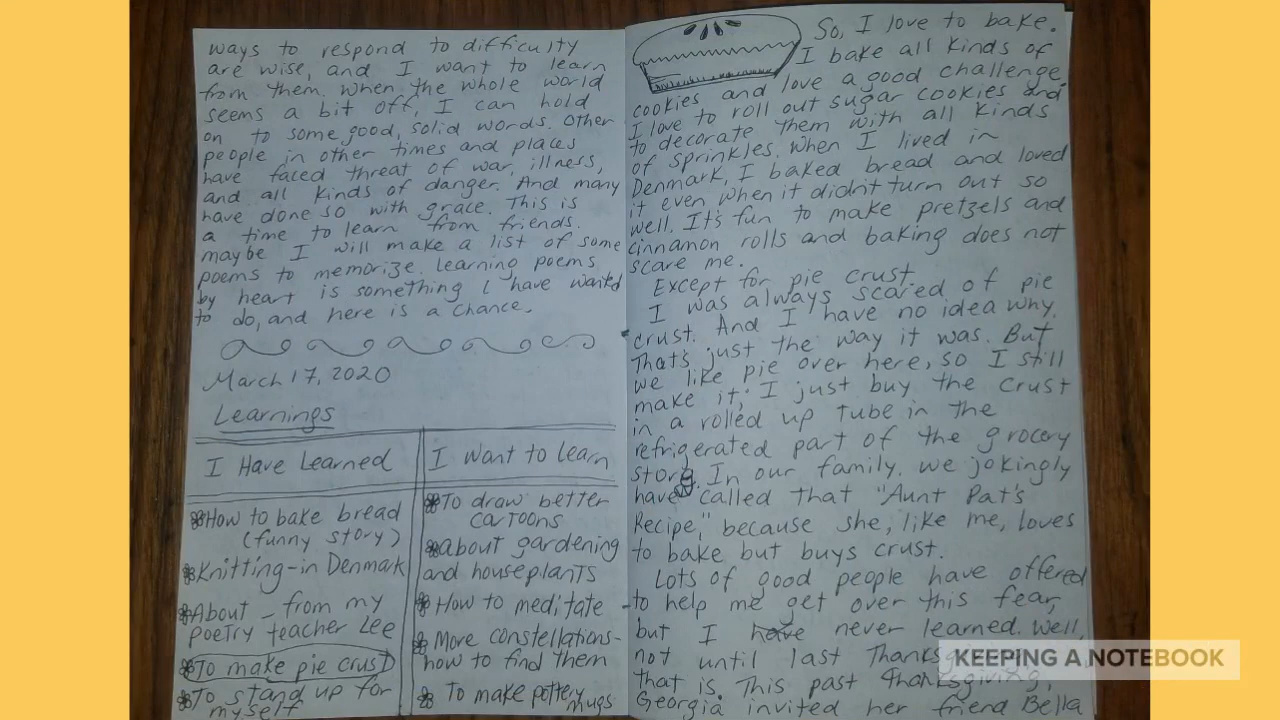 ways to respond to difficulty
are wise, and I want to learn
from them. When the whole world
seems a bit off, I can hold
on to some good, solid words. Other
people in other times and places
have faced threat of war, illness,
and all kinds of danger. And many
have done so with grace. This is
a time to learn from friends.
maybe I will make a list of some
poems to memorize. Learning poems
by heart is something I have wanted
to do, and here is a chance.
March 17, 2020
Learnings
I Have Learned
How to bake bread
(funny story)
Knitting-in Denmark
About _ from my
poetry teacher Lee
To make pie crust
To stand up for
myself
I Want to Learn
To draw better
cartoons
About gardening
and houseplants
How to meditate
More constellations-
how to find them
To make pottery
mugs
So, I love to bake.
I bake all kinds of
cookies and love a good challenge.
I love to roll out sugar cookies and
to decorate them with all kinds
of sprinkles. When I lived in
Denmark, I baked bread and loved
it even when it didn't turn out so
well. It's fun to make pretzels and
cinnamon rolls and baking does not
scare me.
Except for pie crust.
I was always scared of pie
crust. And I have no idea why.
That's just the way it was. But
we like pie over here, so I still
make it; I just buy the crust
in a rolled up tube in the
refrigerated part of the grocery
store. In our family, we jokingly
have called that "Aunt Pat's
Recipe," because she, like me, loves
to bake but buys crust.
Lots of good people have offered
to help me get over this fear,
but I have never learned. Well,
not until last
that is. This past Thanksgiving,
Georgia invited her friend Bella
KEEPING A NOTEBOOK